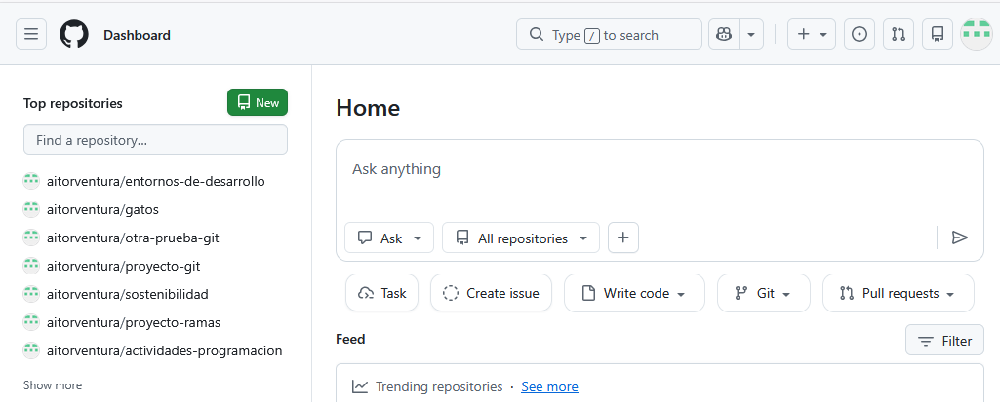 Dashboard
Type / to search
Top repositories
New
Find a repository...
aitorventura/entornos-de-desarrollo
aitorventura/gatos
aitorventura/otra-prueba-git
aitorventura/proyecto-git
aitorventura/sostenibilidad
aitorventura/proyecto-ramas
aitorventura/actividades-programacion
Show more
Home
Ask anything
Ask
All repositories
Task
Create issue
Write code
Git
Pull requests
Feed
Filter
Trending repositories · See more